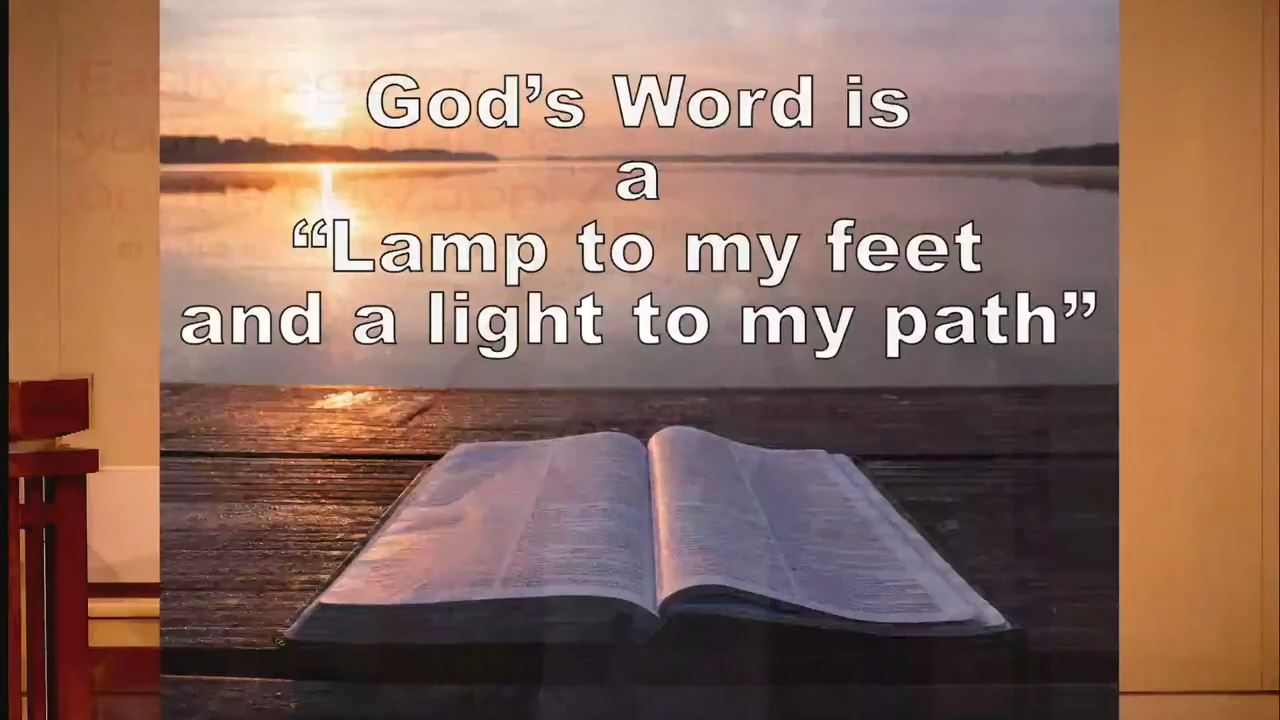 God’s Word is
a
“Lamp to my feet
and a light to my path”